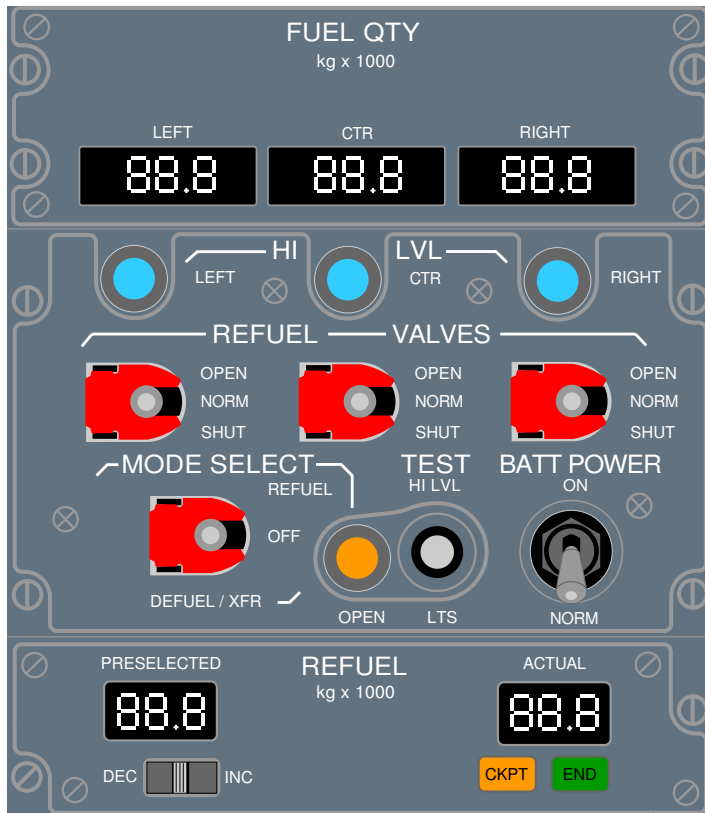 FUEL QTY
kg x 1000
LEFT CTR RIGHT
88.8 88.8 88.8
HI LVL
LEFT CTR RIGHT
REFUEL VALVES
OPEN OPEN OPEN
NORM NORM NORM
SHUT SHUT SHUT
MODE SELECT TEST BATT POWER
REFUEL HI LVL ON
OFF
DEFUEL / XFR
OPEN LTS NORM
PRESELECTED REFUEL ACTUAL
kg x 1000
88.8 88.8
DEC INC CKPT END